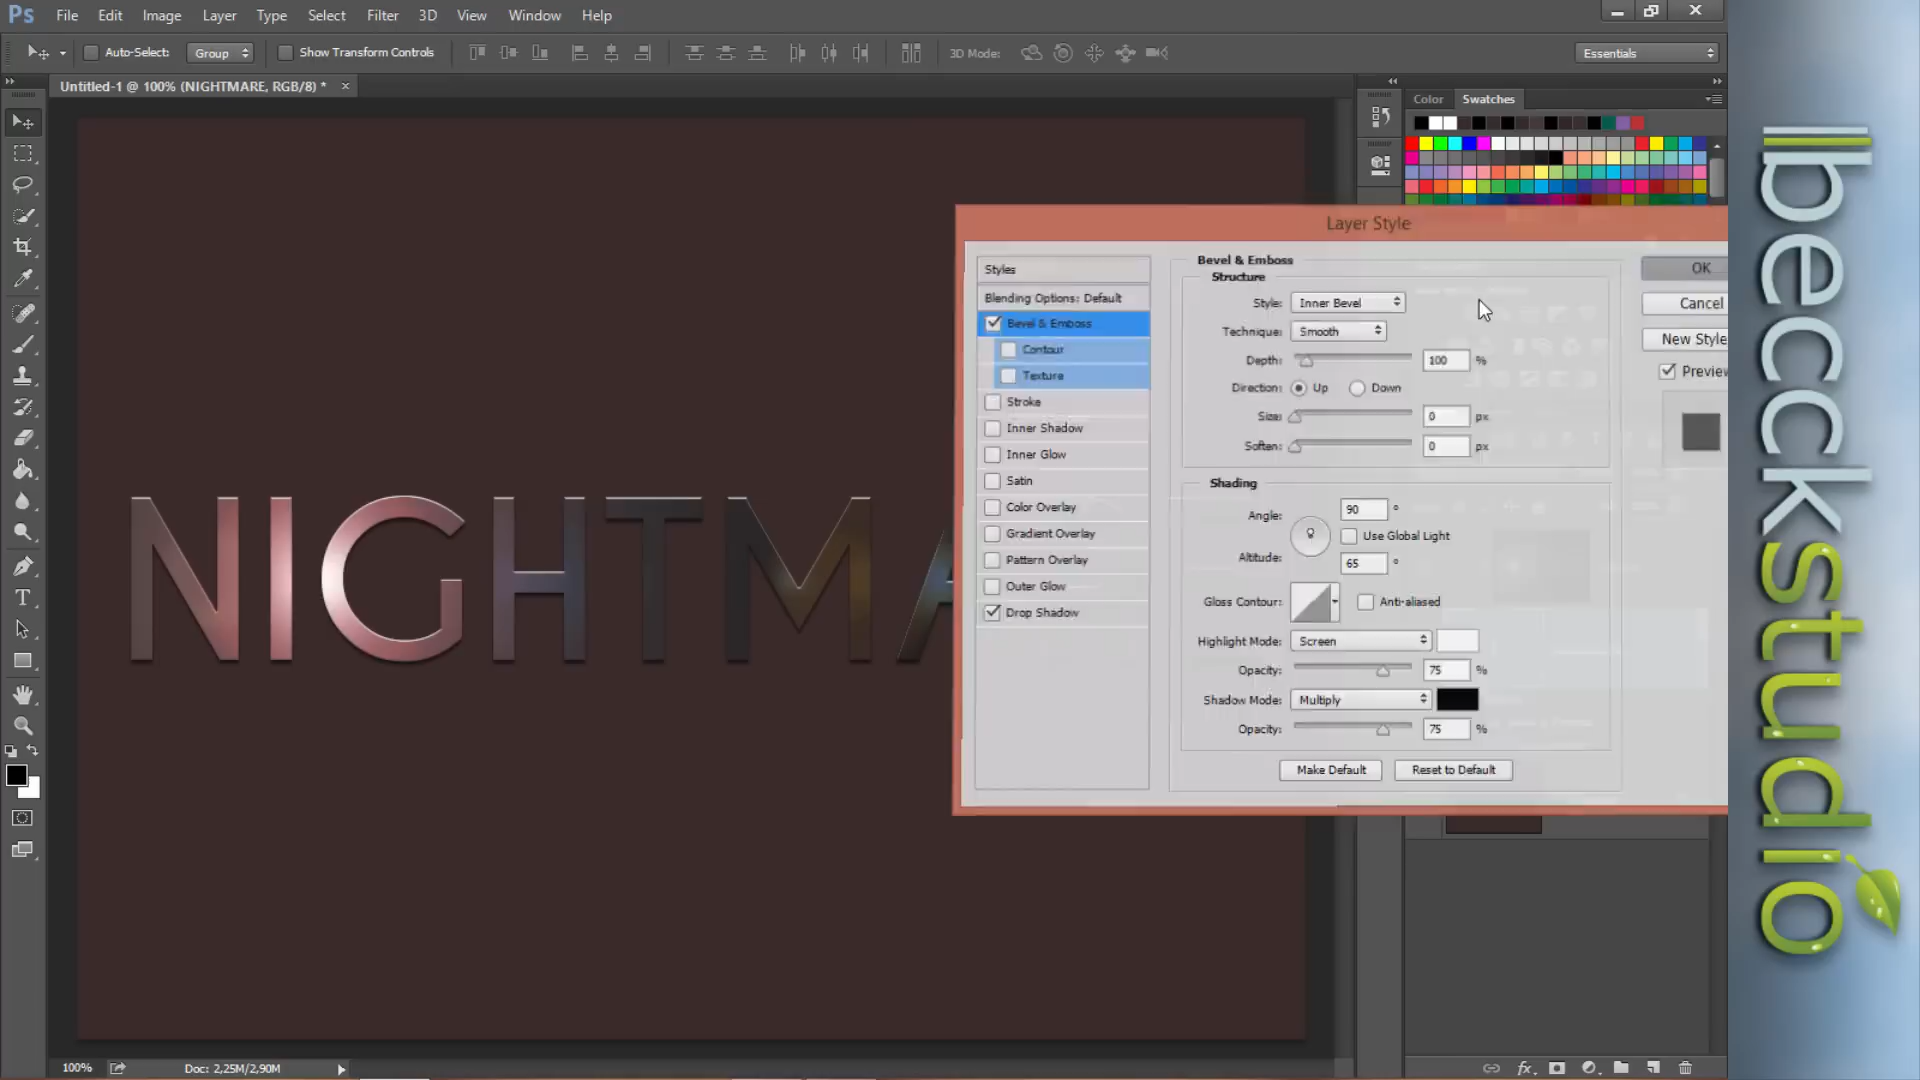 Ps File Edit Image Layer Type Select Filter 3D View Window Help
Auto-Select: Group Show Transform Controls 3D Mode: Essentials
Untitled-1 @ 100% (NIGHTMARE, RGB/8) * ×
Color Swatches
Layer Style
Styles
Blending Options: Default
Bevel & Emboss
Contour
Texture
Stroke
Inner Shadow
Inner Glow
Satin
Color Overlay
Gradient Overlay
Pattern Overlay
Outer Glow
Drop Shadow
Bevel & Emboss
Structure
Style: Inner Bevel
Technique: Smooth
Depth: 100 %
Direction: Up Down
Size: 0 px
Soften: 0 px
Shading
Angle: 90 °
Use Global Light
Altitude: 65 °
Gloss Contour: Anti-aliased
Highlight Mode: Screen
Opacity: 75 %
Shadow Mode: Multiply
Opacity: 75 %
Make Default Reset to Default
OK
Cancel
New Style
Preview
NIGHTMA
100% Doc: 2,25M/2,90M
fx
beeckstudio